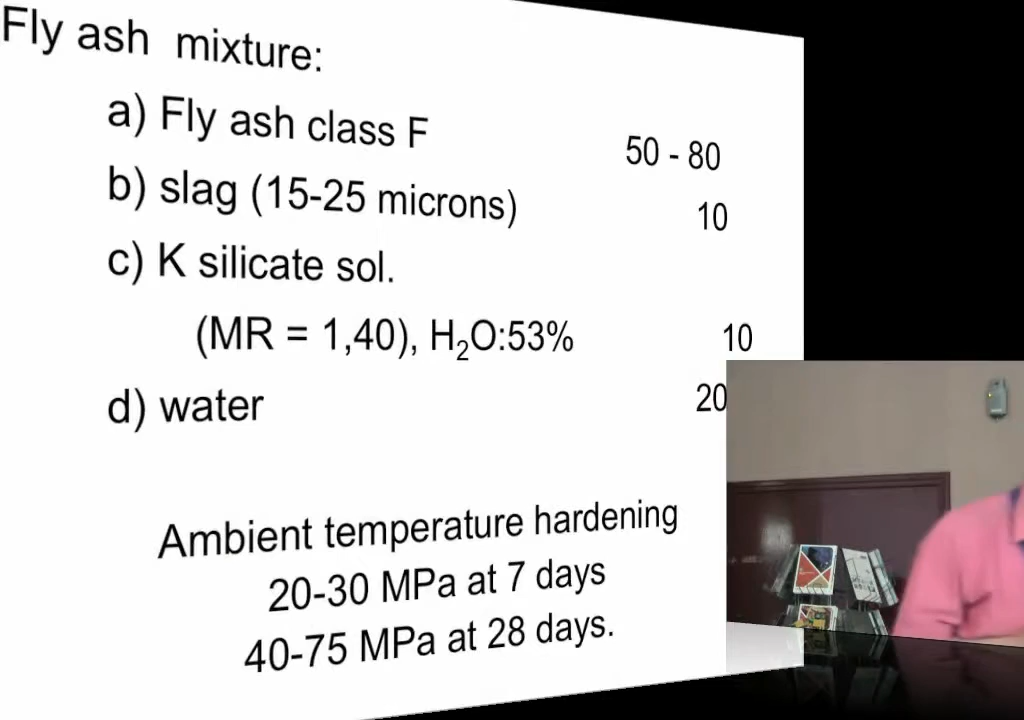 Fly ash mixture:
a) Fly ash class F 50 - 80
b) slag (15-25 microns) 10
c) K silicate sol.
(MR = 1,40), H₂O:53% 10
d) water 20
Ambient temperature hardening
20-30 MPa at 7 days
40-75 MPa at 28 days.